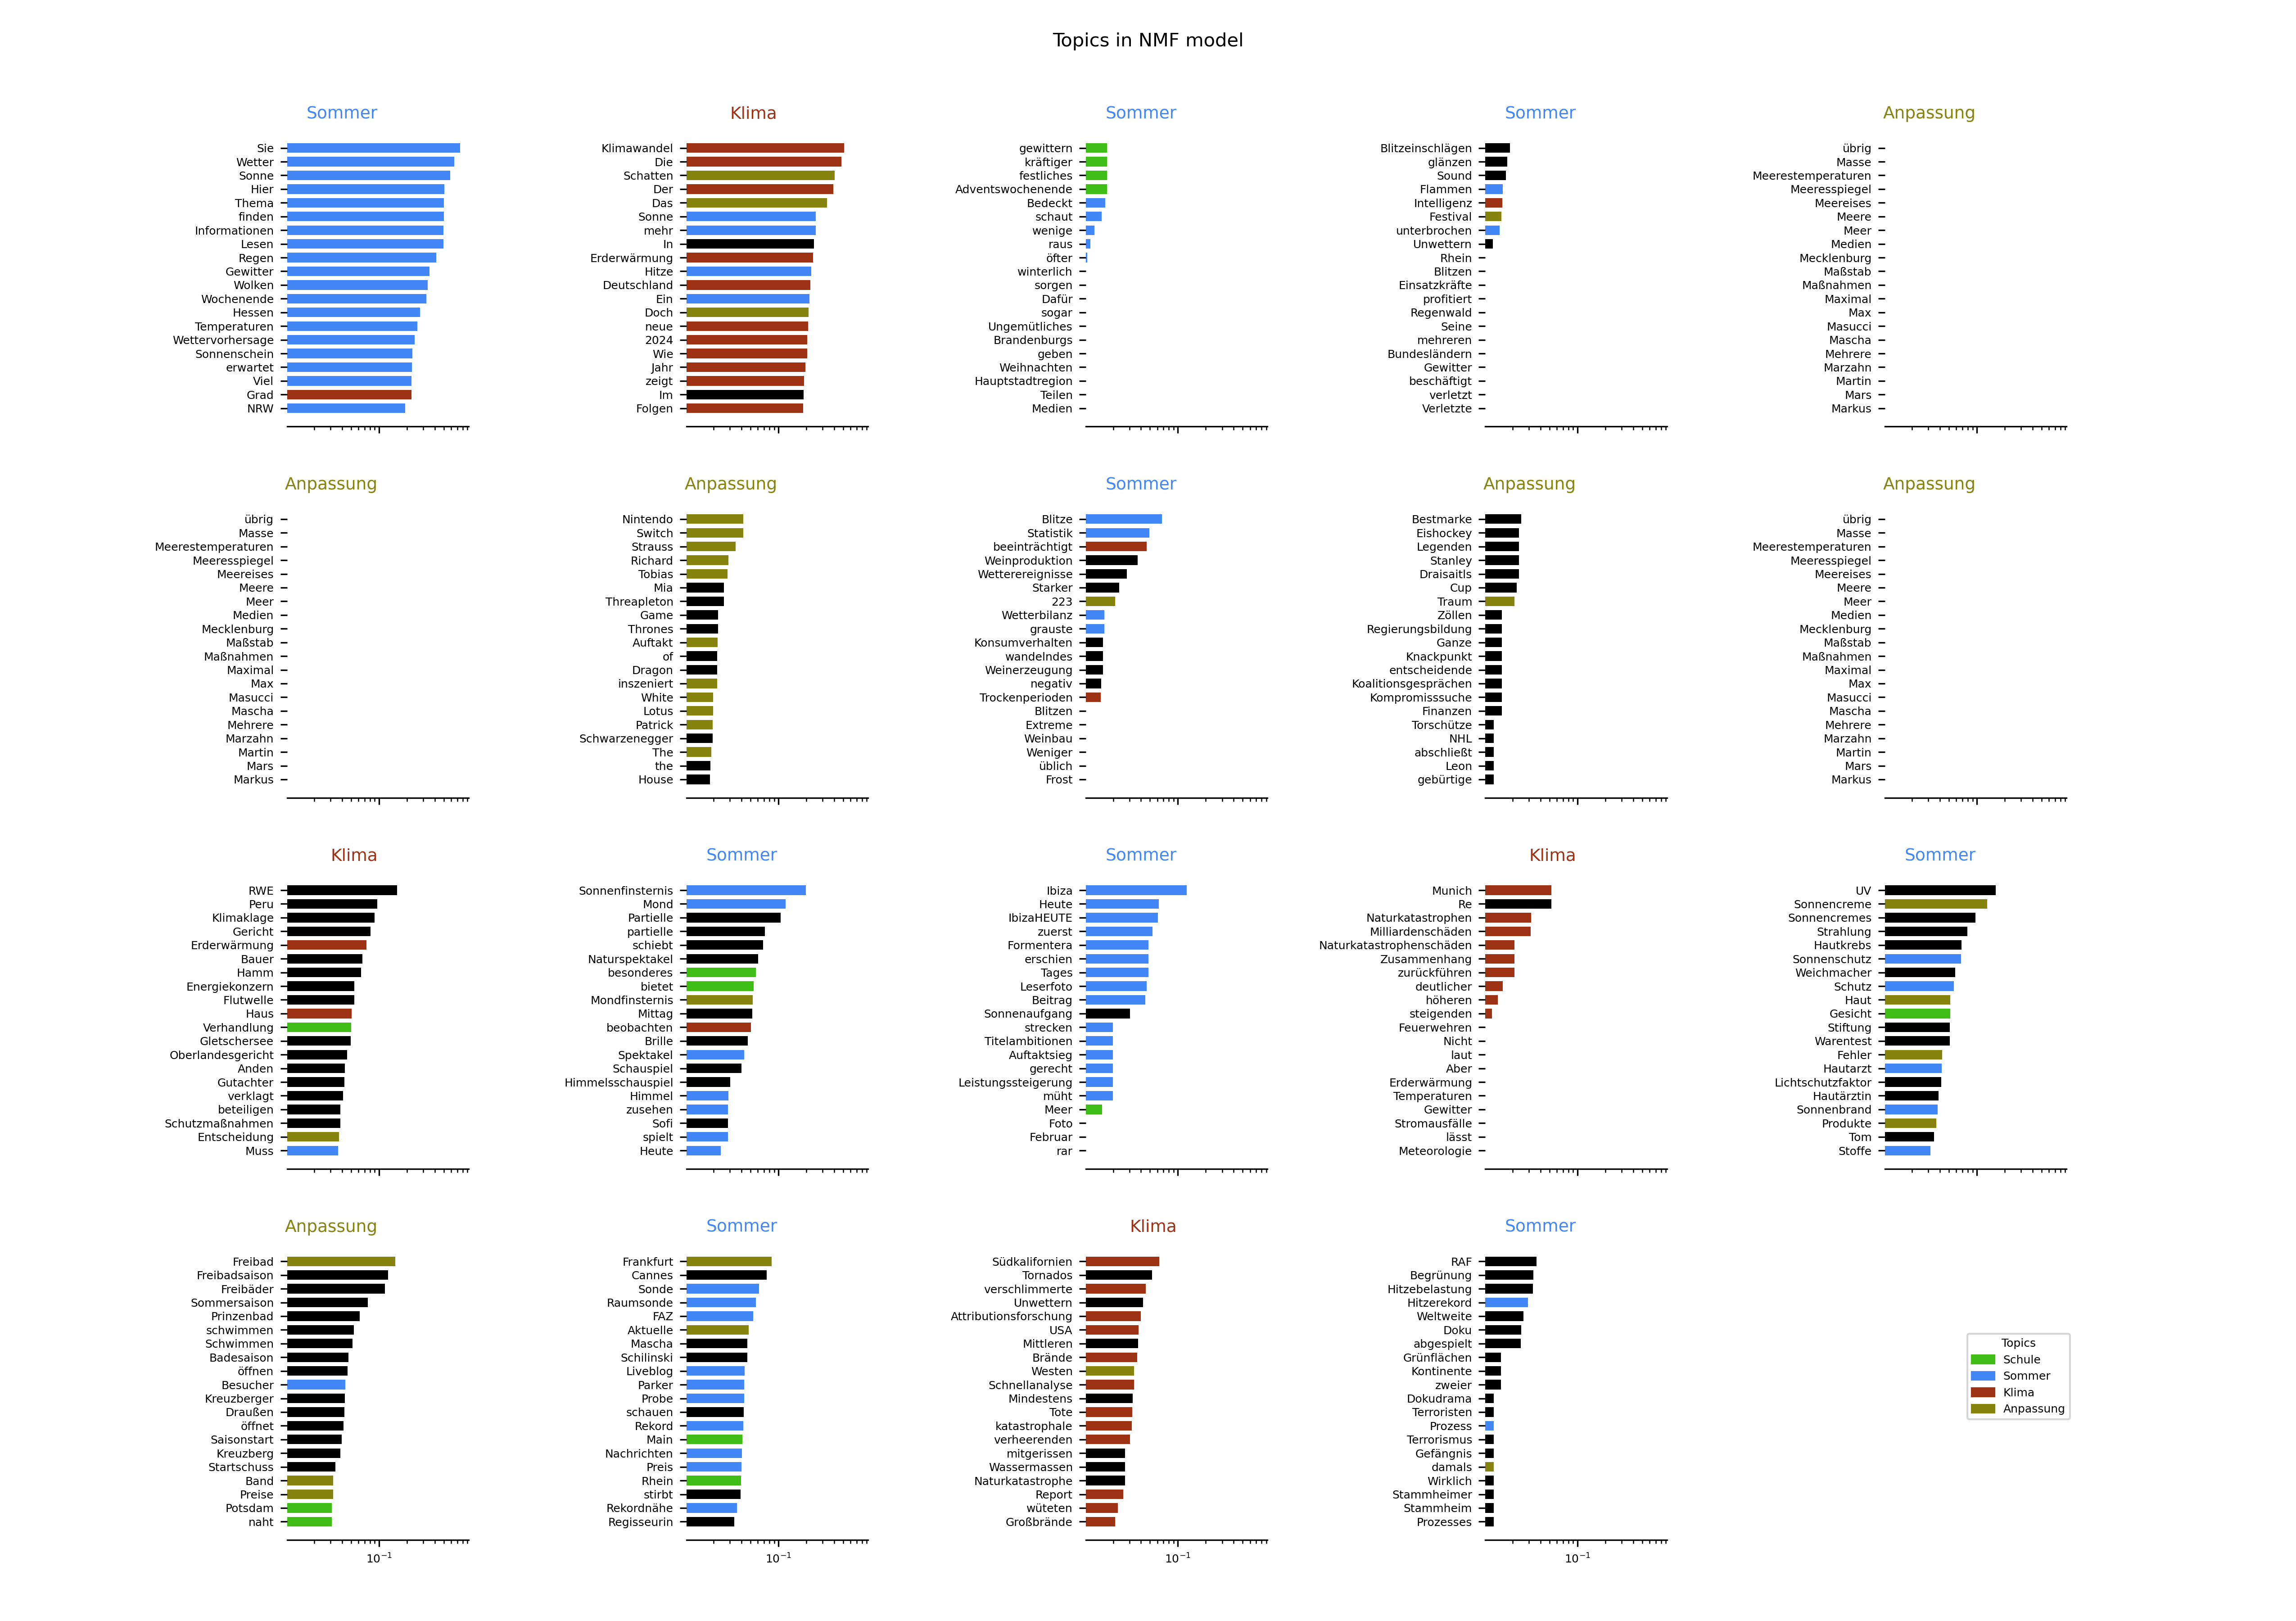 Topics in NMF model
Sommer
Sie
Wetter
Sonne
Hier
Thema
finden
Informationen
Lesen
Regen
Gewitter
Wolken
Wochenende
Hessen
Temperaturen
Wettervorhersage
Sonnenschein
erwartet
Viel
Grad
NRW
Klima
Klimawandel
Die
Schatten
Der
Das
Sonne
mehr
In
Erderwärmung
Hitze
Deutschland
Ein
Doch
neue
2024
Wie
Jahr
zeigt
Im
Folgen
Sommer
gewittern
kräftiger
festliches
Adventswochenende
Bedeckt
schaut
wenige
raus
öfter
winterlich
sorgen
Dafür
sogar
Ungemütliches
Brandenburgs
geben
Weihnachten
Hauptstadtregion
Teilen
Medien
Sommer
Blitzeinschlägen
glänzen
Sound
Flammen
Intelligenz
Festival
unterbrochen
Unwettern
Rhein
Blitzen
Einsatzkräfte
profitiert
Regenwald
Seine
mehreren
Bundesländern
Gewitter
beschäftigt
verletzt
Verletzte
Anpassung
übrig
Masse
Meerestemperaturen
Meeresspiegel
Meereises
Meere
Meer
Medien
Mecklenburg
Maßstab
Maßnahmen
Maximal
Max
Masucci
Mascha
Mehrere
Marzahn
Martin
Mars
Markus
Anpassung
übrig
Masse
Meerestemperaturen
Meeresspiegel
Meereises
Meere
Meer
Medien
Mecklenburg
Maßstab
Maßnahmen
Maximal
Max
Masucci
Mascha
Mehrere
Marzahn
Martin
Mars
Markus
Anpassung
Nintendo
Switch
Strauss
Richard
Tobias
Mia
Threapleton
Game
Thrones
Auftakt
of
Dragon
inszeniert
White
Lotus
Patrick
Schwarzenegger
The
the
House
Sommer
Blitze
Statistik
beeinträchtigt
Weinproduktion
Wetterereignisse
Starker
223
Wetterbilanz
grauste
Konsumverhalten
wandelndes
Weinerzeugung
negativ
Trockenperioden
Blitzen
Extreme
Weinbau
Weniger
üblich
Frost
Anpassung
Bestmarke
Eishockey
Legenden
Stanley
Draisaitls
Cup
Traum
Zöllen
Regierungsbildung
Ganze
Knackpunkt
entscheidende
Koalitionsgesprächen
Kompromisssuche
Finanzen
Torschütze
NHL
abschließt
Leon
gebürtige
Anpassung
übrig
Masse
Meerestemperaturen
Meeresspiegel
Meereises
Meere
Meer
Medien
Mecklenburg
Maßstab
Maßnahmen
Maximal
Max
Masucci
Mascha
Mehrere
Marzahn
Martin
Mars
Markus
Klima
RWE
Peru
Klimaklage
Gericht
Erderwärmung
Bauer
Hamm
Energiekonzern
Flutwelle
Haus
Verhandlung
Gletschersee
Oberlandesgericht
Anden
Gutachter
verklagt
beteiligen
Schutzmaßnahmen
Entscheidung
Muss
Sommer
Sonnenfinsternis
Mond
Partielle
partielle
schiebt
Naturspektakel
besonderes
bietet
Mondfinsternis
Mittag
beobachten
Brille
Spektakel
Schauspiel
Himmelsschauspiel
Himmel
zusehen
Sofi
spielt
Heute
Sommer
Ibiza
Heute
IbizaHEUTE
zuerst
Formentera
erschien
Tages
Leserfoto
Beitrag
Sonnenaufgang
strecken
Titelambitionen
Auftaktsieg
gerecht
Leistungssteigerung
müht
Meer
Foto
Februar
rar
Klima
Munich
Re
Naturkatastrophen
Milliardenschäden
Naturkatastrophenschäden
Zusammenhang
zurückführen
deutlicher
höheren
steigenden
Feuerwehren
Nicht
laut
Aber
Erderwärmung
Temperaturen
Gewitter
Stromausfälle
lässt
Meteorologie
Sommer
UV
Sonnencreme
Sonnencremes
Strahlung
Hautkrebs
Sonnenschutz
Weichmacher
Schutz
Haut
Gesicht
Stiftung
Warentest
Fehler
Hautarzt
Lichtschutzfaktor
Hautärztin
Sonnenbrand
Produkte
Tom
Stoffe
Anpassung
Freibad
Freibadsaison
Freibäder
Sommersaison
Prinzenbad
schwimmen
Schwimmen
Badesaison
öffnen
Besucher
Kreuzberger
Draußen
öffnet
Saisonstart
Kreuzberg
Startschuss
Band
Preise
Potsdam
naht
10⁻¹
Sommer
Frankfurt
Cannes
Sonde
Raumsonde
FAZ
Aktuelle
Mascha
Schilinski
Liveblog
Parker
Probe
schauen
Rekord
Main
Nachrichten
Preis
Rhein
stirbt
Rekordnähe
Regisseurin
10⁻¹
Klima
Südkalifornien
Tornados
verschlimmerte
Unwettern
Attributionsforschung
USA
Mittleren
Brände
Westen
Schnellanalyse
Mindestens
Tote
katastrophale
verheerenden
mitgerissen
Wassermassen
Naturkatastrophe
Report
wüteten
Großbrände
10⁻¹
Sommer
RAF
Begrünung
Hitzebelastung
Hitzerekord
Weltweite
Doku
abgespielt
Grünflächen
Kontinente
zweier
Dokudrama
Terroristen
Prozess
Terrorismus
Gefängnis
damals
Wirklich
Stammheimer
Stammheim
Prozesses
10⁻¹
Topics
Schule
Sommer
Klima
Anpassung